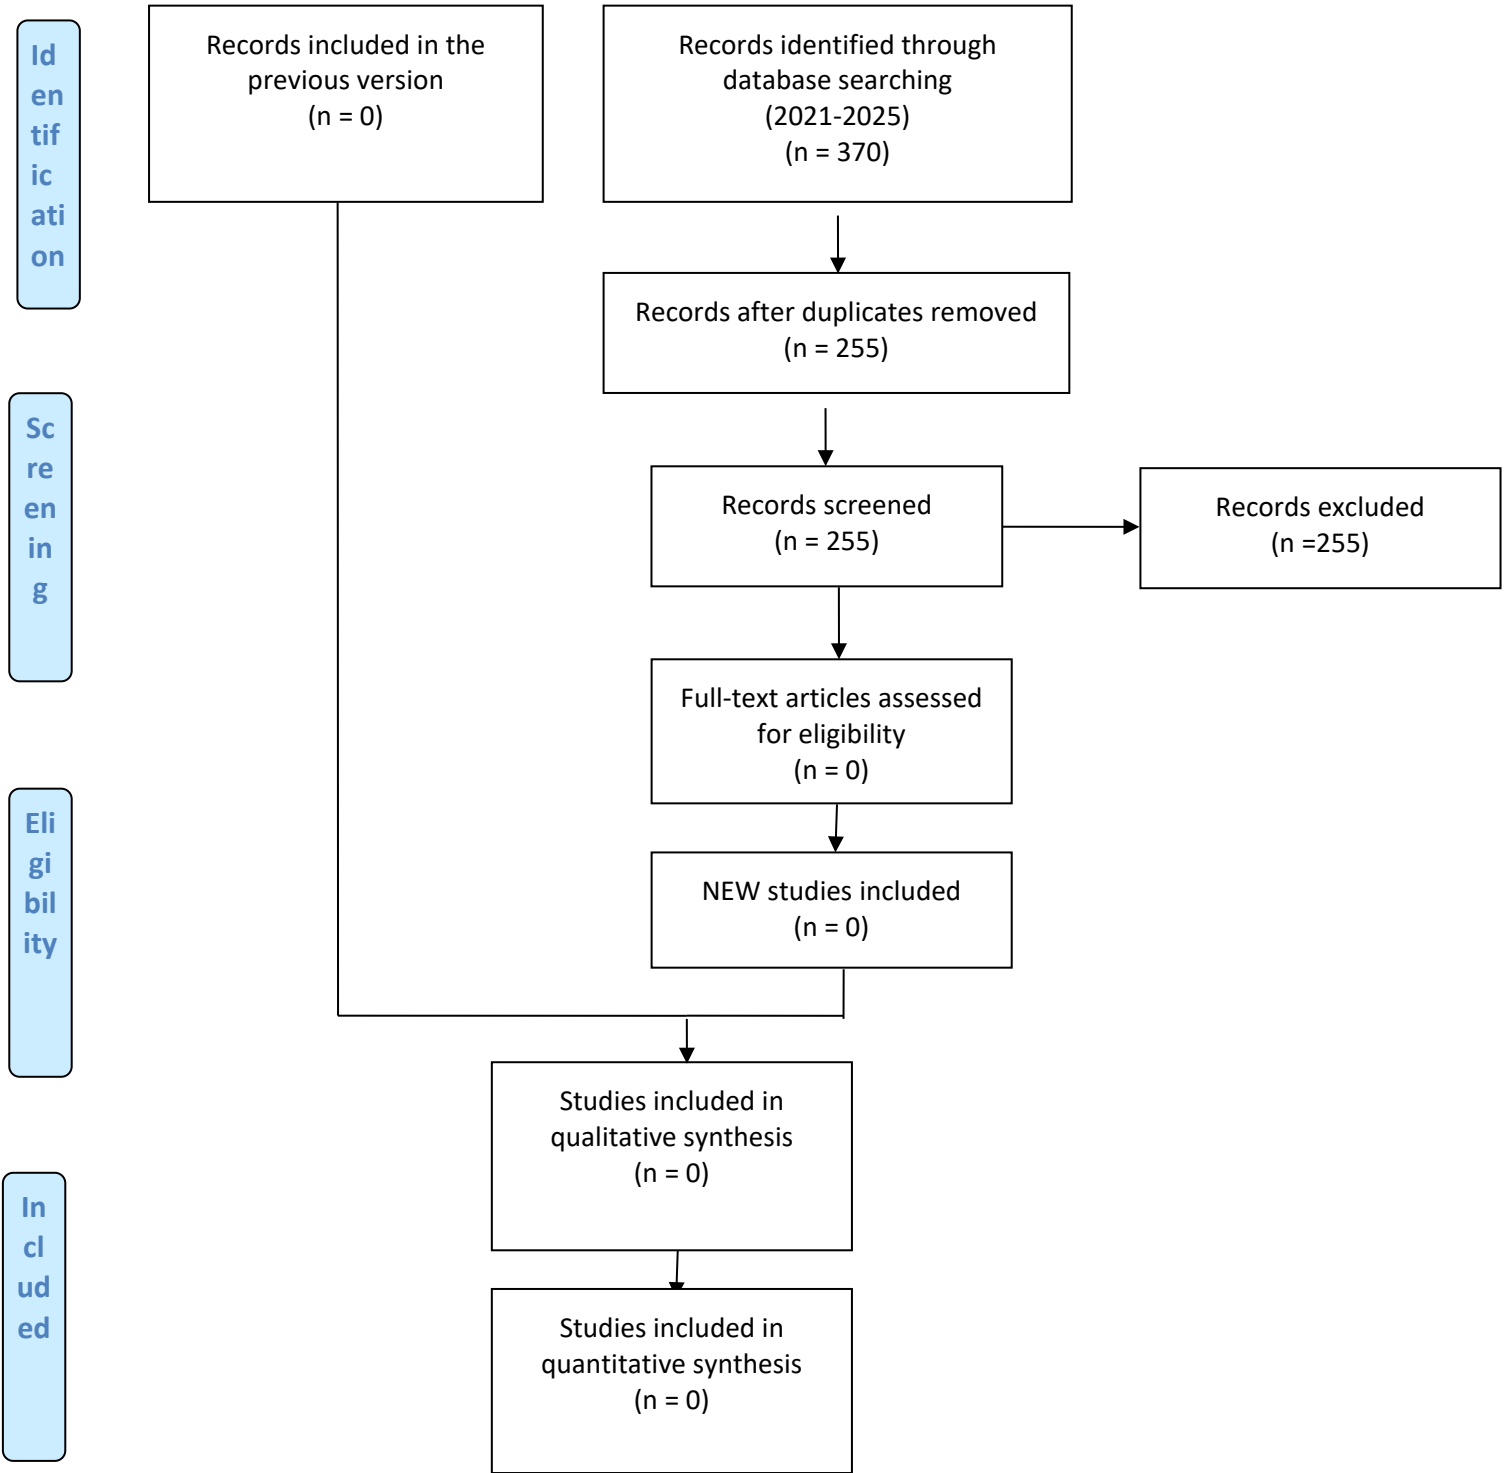 Id
en
tif
ic
ati
on
Records included in the
previous version
(n = 0)
Records identified through
database searching
(2021-2025)
(n = 370)
Records after duplicates removed
(n = 255)
Sc
re
en
in
g
Records screened
(n = 255)
Records excluded
(n =255)
Full-text articles assessed
for eligibility
(n = 0)
Eli
gi
bil
ity
NEW studies included
(n = 0)
Studies included in
qualitative synthesis
(n = 0)
In
cl
ud
ed
Studies included in
quantitative synthesis
(n = 0)